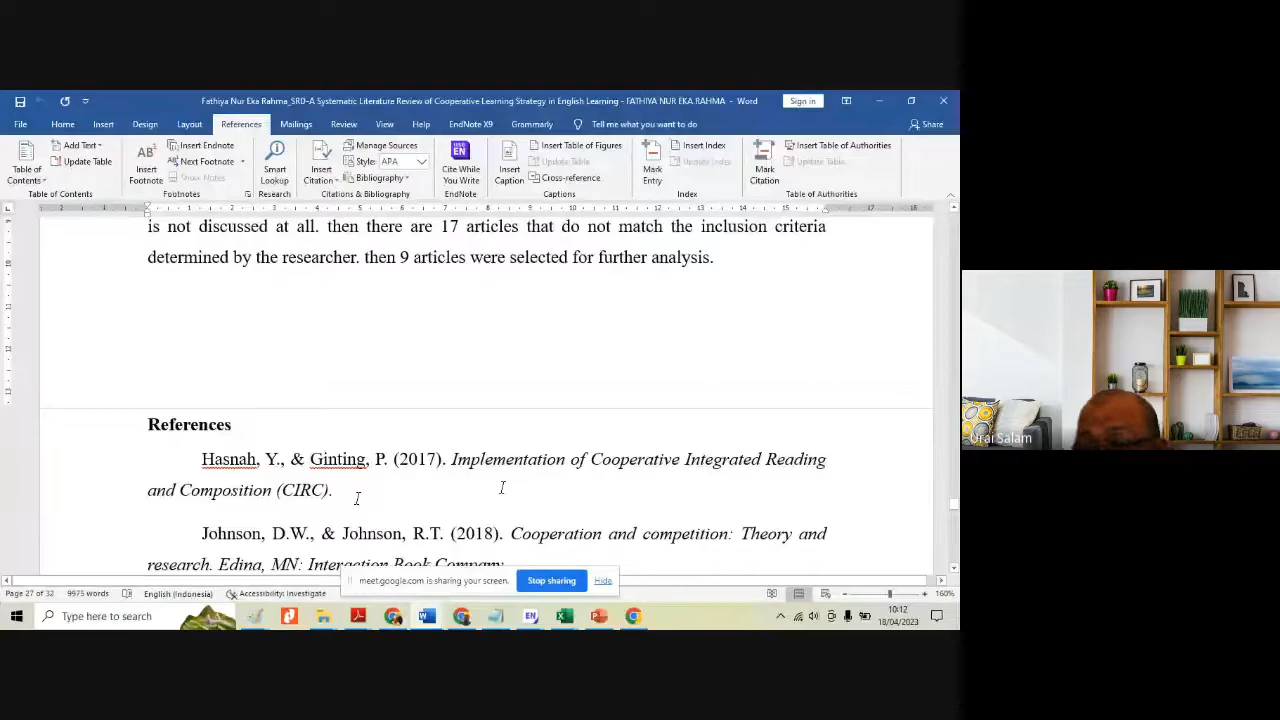 Fathiya Nur Eka Rahma_SRD-A Systematic Literature Review of Cooperative Learning Strategy in English Learning - FATHIYA NUR EKA RAHMA - Word
Sign in
File Home Insert Design Layout References Mailings Review View Help EndNote X9 Grammarly Tell me what you want to do Share
Table of Contents
Add Text
Update Table
Table of Contents
AB1
Insert Footnote
Insert Endnote
Next Footnote
Show Notes
Footnotes
Smart Lookup
Research
Insert Citation
Manage Sources
Style: APA
Bibliography
Citations & Bibliography
Cite While You Write
EndNote
Insert Caption
Insert Table of Figures
Update Table
Cross-reference
Captions
Mark Entry
Insert Index
Update Index
Index
Mark Citation
Insert Table of Authorities
Update Table
Table of Authorities
is not discussed at all. then there are 17 articles that do not match the inclusion criteria
determined by the researcher. then 9 articles were selected for further analysis.
References
Hasnah, Y., & Ginting, P. (2017). Implementation of Cooperative Integrated Reading
and Composition (CIRC).
Johnson, D.W., & Johnson, R.T. (2018). Cooperation and competition: Theory and
research. Edina, MN: Interaction Book Company.
meet.google.com is sharing your screen. Stop sharing Hide
Page 27 of 32 9975 words English (Indonesia) Accessibility: Investigate 160%
Type here to search
10:12
18/04/2023
Urai Salam